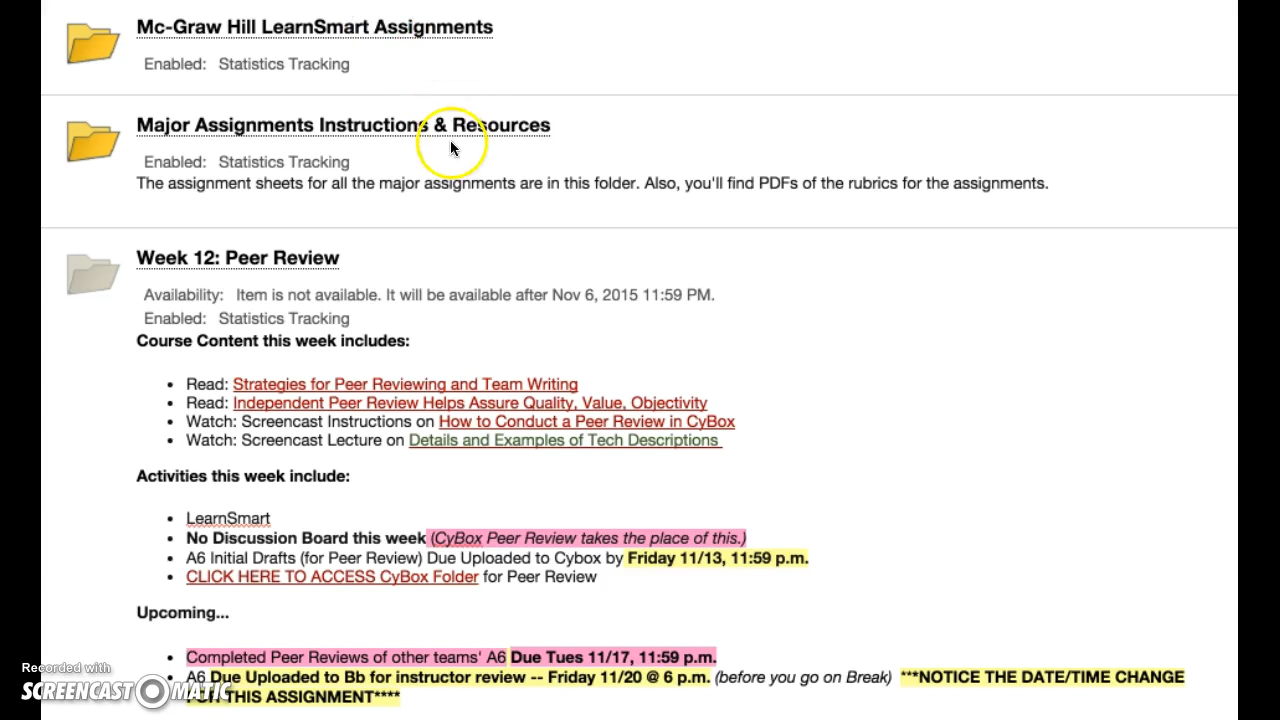 Mc-Graw Hill LearnSmart Assignments
Enabled: Statistics Tracking
Major Assignments Instructions & Resources
Enabled: Statistics Tracking
The assignment sheets for all the major assignments are in this folder. Also, you'll find PDFs of the rubrics for the assignments.
Week 12: Peer Review
Availability: Item is not available. It will be available after Nov 6, 2015 11:59 PM.
Enabled: Statistics Tracking
Course Content this week includes:
• Read: Strategies for Peer Reviewing and Team Writing
• Read: Independent Peer Review Helps Assure Quality, Value, Objectivity
• Watch: Screencast Instructions on How to Conduct a Peer Review in CyBox
• Watch: Screencast Lecture on Details and Examples of Tech Descriptions
Activities this week include:
• LearnSmart
• No Discussion Board this week (CyBox Peer Review takes the place of this.)
• A6 Initial Drafts (for Peer Review) Due Uploaded to Cybox by Friday 11/13, 11:59 p.m.
• CLICK HERE TO ACCESS CyBox Folder for Peer Review
Upcoming...
• Completed Peer Reviews of other teams' A6 Due Tues 11/17, 11:59 p.m.
• A6 Due Uploaded to Bb for instructor review -- Friday 11/20 @ 6 p.m. (before you go on Break) ***NOTICE THE DATE/TIME CHANGE
THIS ASSIGNMENT****
Recorded with
SCREENCAST-O-MATIC